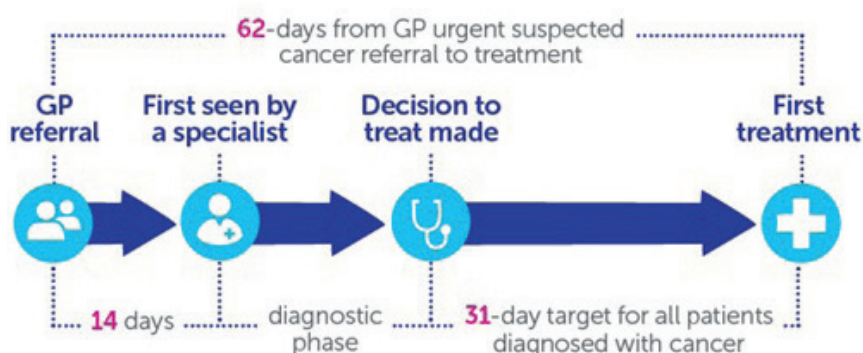 62-days from GP urgent suspected
cancer referral to treatment
GP
referral
First seen by
a specialist
Decision to
treat made
First
treatment
14 days
diagnostic
phase
31-day target for all patients
diagnosed with cancer